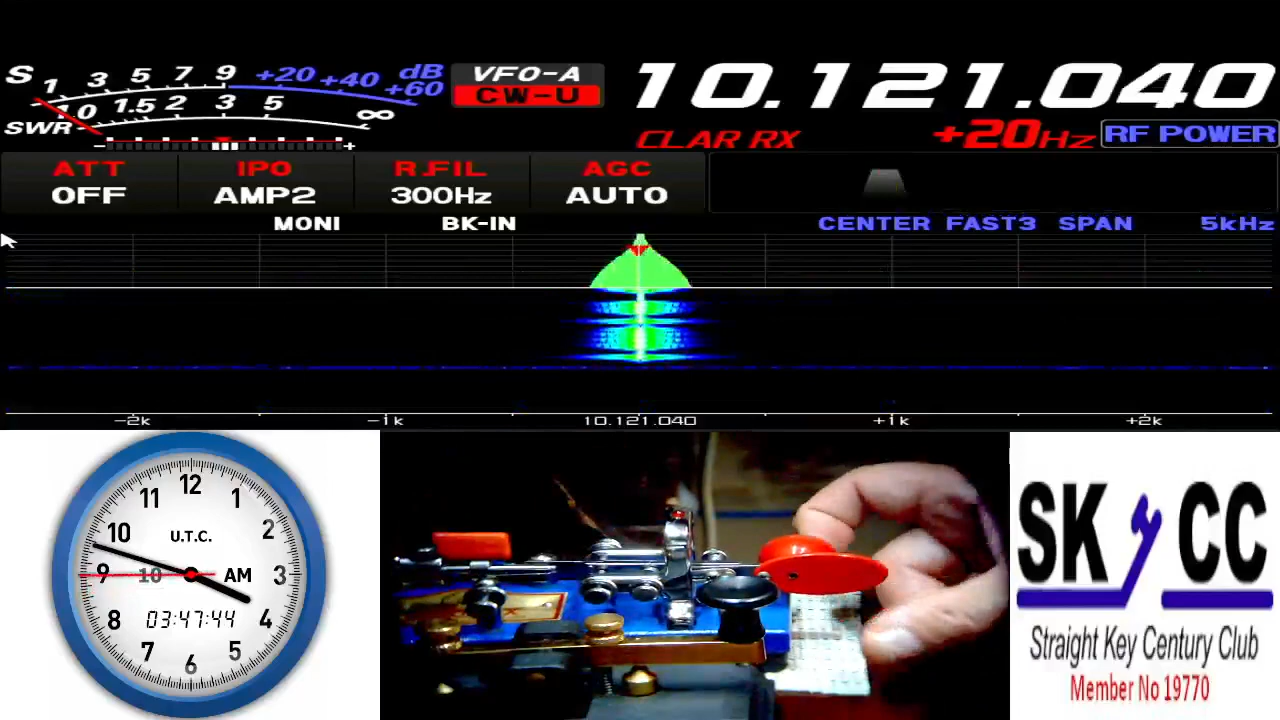 S 1 3 5 7 9 +20 +40 +60 dB
SWR 1.0 1.5 2 3 5 ∞
- +
VFO-A
CW-U
10.121.040
CLAR RX +20Hz RF POWER
ATT IPO R.FIL AGC
OFF AMP2 300Hz AUTO
MONI BK-IN CENTER FAST3 SPAN 5kHz
-2k -1k 10.121.040 +1k +2k
12
11 1
10 2
U.T.C.
9 10 AM 3
8 4
03:47:44
7 5
6
SK CC
Straight Key Century Club
Member No 19770